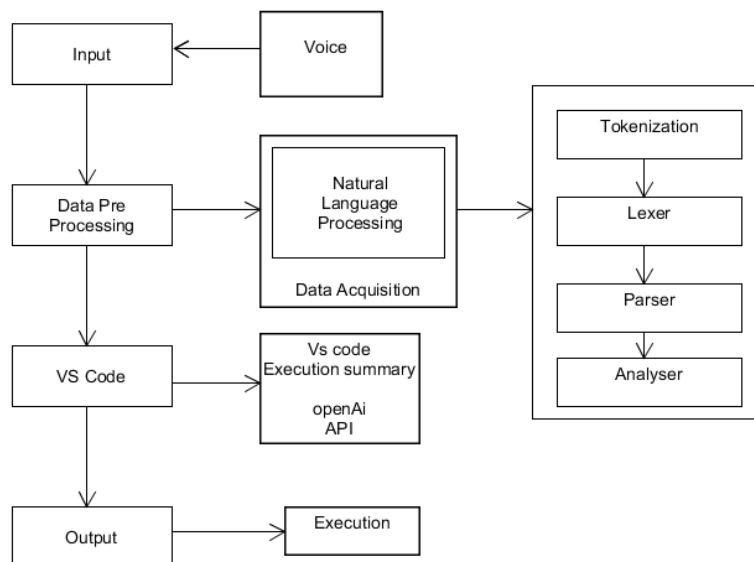 Input
Voice
Tokenization
Data Pre
Processing
Natural
Language
Processing
Data Acquisition
Lexer
Parser
Analyser
VS Code
Vs code
Execution summary
openAi
API
Output
Execution